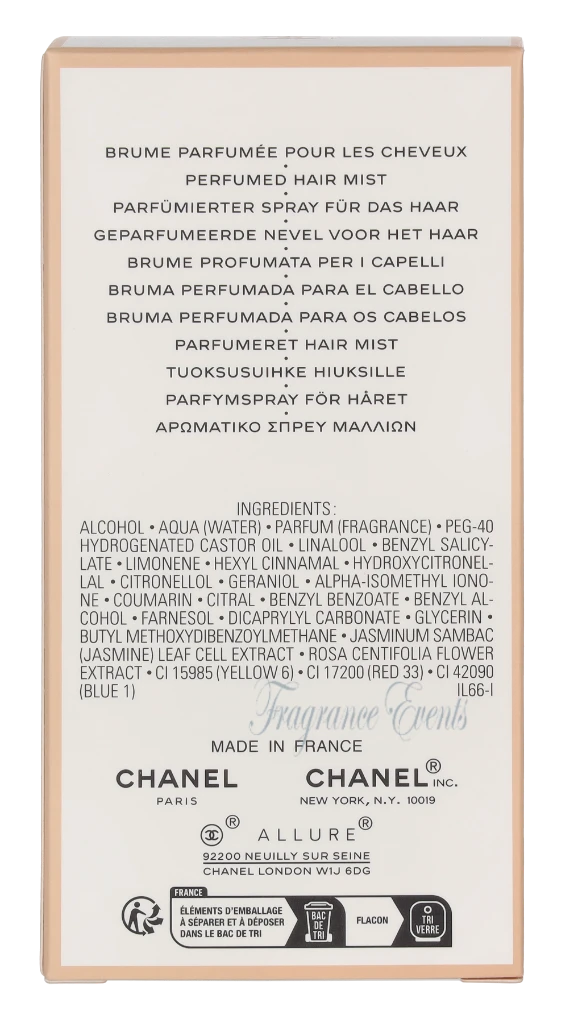 BRUME PARFUMÉE POUR LES CHEVEUX
•
PERFUMED HAIR MIST
•
PARFÜMIERTER SPRAY FÜR DAS HAAR
•
GEPARFUMEERDE NEVEL VOOR HET HAAR
•
BRUME PROFUMATA PER I CAPELLI
•
BRUMA PERFUMADA PARA EL CABELLO
•
BRUMA PERFUMADA PARA OS CABELOS
•
PARFUMERET HAIR MIST
•
TUOKSUSUIHKE HIUKSILLE
•
PARFYMSPRAY FÖR HÅRET
•
ΑΡΩΜΑΤΙΚΟ ΣΠΡΕΥ ΜΑΛΛΙΩΝ
INGREDIENTS:
ALCOHOL • AQUA (WATER) • PARFUM (FRAGRANCE) • PEG-40
HYDROGENATED CASTOR OIL • LINALOOL • BENZYL SALICY-
LATE • LIMONENE • HEXYL CINNAMAL • HYDROXYCITRONEL-
LAL • CITRONELLOL • GERANIOL • ALPHA-ISOMETHYL IONO-
NE • COUMARIN • CITRAL • BENZYL BENZOATE • BENZYL AL-
COHOL • FARNESOL • DICAPRYLYL CARBONATE • GLYCERIN •
BUTYL METHOXYDIBENZOYLMETHANE • JASMINUM SAMBAC
(JASMINE) LEAF CELL EXTRACT • ROSA CENTIFOLIA FLOWER
EXTRACT • CI 15985 (YELLOW 6) • CI 17200 (RED 33) • CI 42090
(BLUE 1) IL66-I
Fragrance Events
MADE IN FRANCE
CHANEL CHANEL® INC.
PARIS NEW YORK, N.Y. 10019
® ALLURE®
92200 NEUILLY SUR SEINE
CHANEL LONDON W1J 6DG
FRANCE
ÉLÉMENTS D'EMBALLAGE
À SÉPARER ET À DÉPOSER
DANS LE BAC DE TRI
BAC
DE
TRI
FLACON
TRI
VERRE